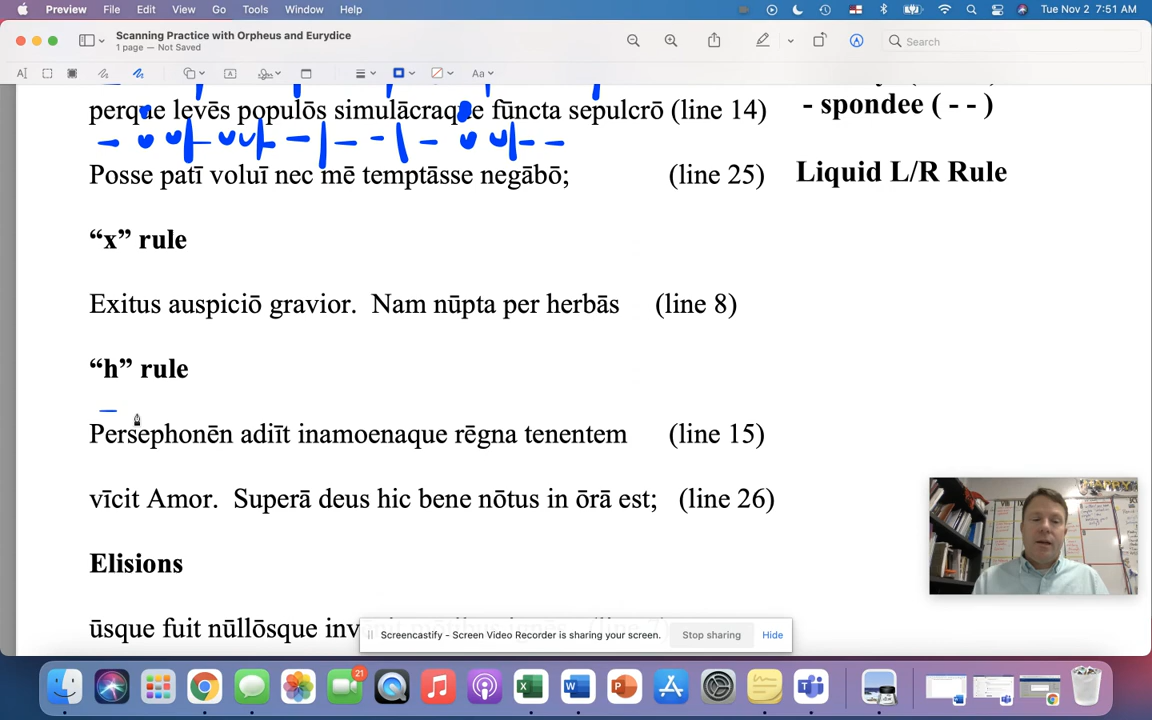 Preview File Edit View Go Tools Window Help Tue Nov 2 7:51 AM
Scanning Practice with Orpheus and Eurydice
1 page — Not Saved
Search
perque levēs populōs simulācraque fūncta sepulcrō (line 14)
- spondee ( - - )
Posse patī voluī nec mē temptāsse negābō; (line 25)
Liquid L/R Rule
“x” rule
Exitus auspiciō gravior. Nam nūpta per herbās (line 8)
“h” rule
Persephonēn adiīt inamoenaque rēgna tenentem (line 15)
vīcit Amor. Superā deus hic bene nōtus in ōrā est; (line 26)
Elisions
ūsque fuit nūllōsque
Screencastify - Screen Video Recorder is sharing your screen. Stop sharing Hide
21